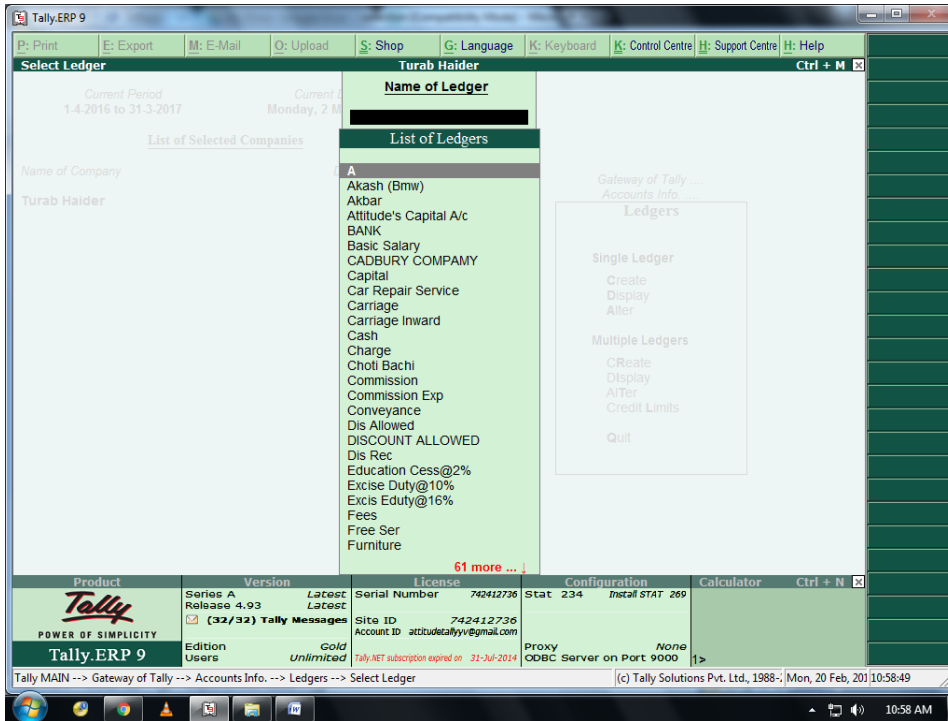 Tally.ERP 9
P: Print E: Export M: E-Mail O: Upload S: Shop G: Language K: Keyboard K: Control Centre H: Support Centre H: Help
Select Ledger Turab Haider Ctrl + M
Current Period
1-4-2016 to 31-3-2017
Current D
Monday, 2 M
List of Selected Companies
Name of Company
Turab Haider
Name of Ledger
List of Ledgers
A
Akash (Bmw)
Akbar
Attitude's Capital A/c
BANK
Basic Salary
CADBURY COMPAMY
Capital
Car Repair Service
Carriage
Carriage Inward
Cash
Charge
Choti Bachi
Commission
Commission Exp
Conveyance
Dis Allowed
DISCOUNT ALLOWED
Dis Rec
Education Cess@2%
Excise Duty@10%
Excis Eduty@16%
Fees
Free Ser
Furniture
61 more ... ↓
Gateway of Tally ....
Accounts Info. ....
Ledgers
Single Ledger
Create
Display
Alter
Multiple Ledgers
CReate
DIsplay
AlTer
Credit Limits
Quit
Product
Tally
POWER OF SIMPLICITY
Tally.ERP 9
Version
Series A Latest
Release 4.93 Latest
(32/32) Tally Messages
Edition Gold
Users Unlimited
License
Serial Number 742412736
Site ID 742412736
Account ID attitudetallyyv@gmail.com
Tally.NET subscription expired on 31-Jul-2014
Configuration
Stat 234 Install STAT 269
Proxy None
ODBC Server on Port 9000
Calculator Ctrl + N
1>
Tally MAIN --> Gateway of Tally --> Accounts Info. --> Ledgers --> Select Ledger
(c) Tally Solutions Pvt. Ltd., 1988-
Mon, 20 Feb, 201
10:58:49
10:58 AM